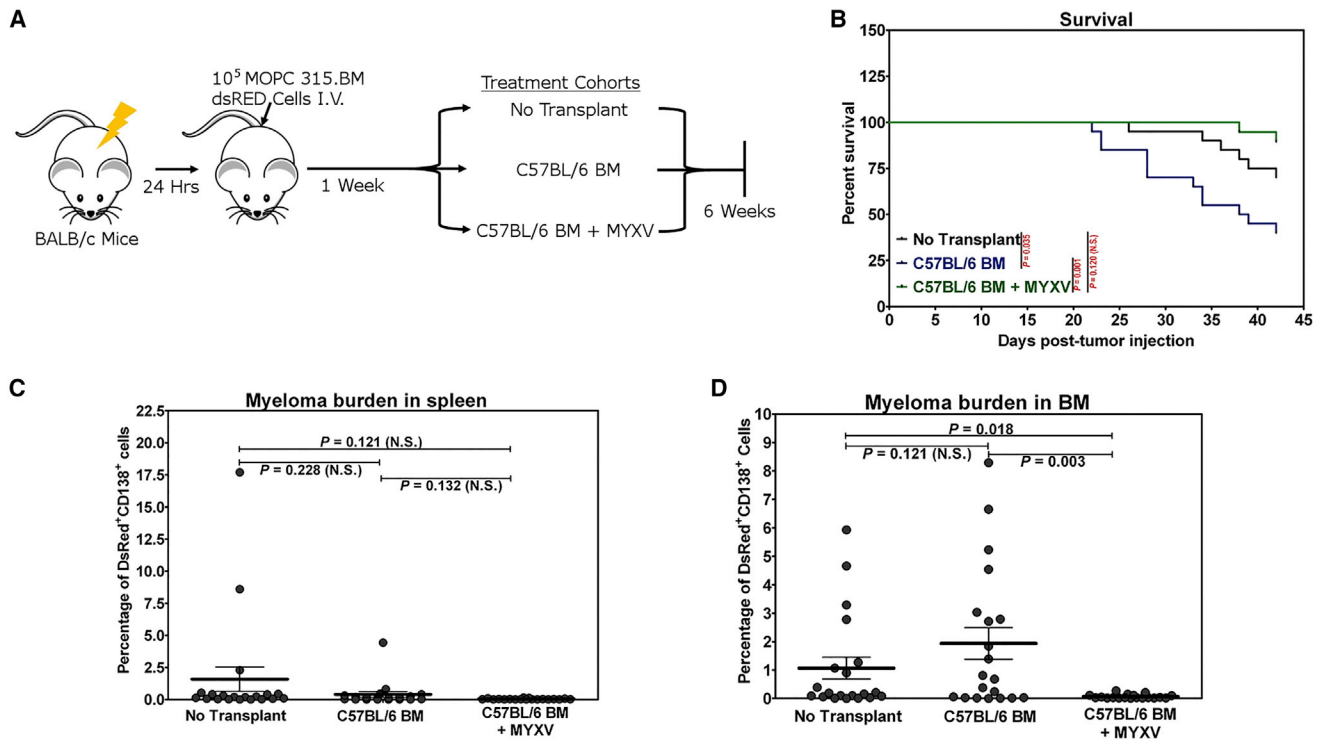 A
10⁵ MOPC 315.BM
dsRED Cells I.V.
24 Hrs
BALB/c Mice
1 Week
Treatment Cohorts
No Transplant
C57BL/6 BM
C57BL/6 BM + MYXV
6 Weeks
B
Survival
Percent survival
150
125
100
75
50
25
0
No Transplant
C57BL/6 BM
C57BL/6 BM + MYXV
P = 0.035
P = 0.001
P = 0.120 (N.S.)
0 5 10 15 20 25 30 35 40 45
Days post-tumor injection
C
Myeloma burden in spleen
Percentage of DsRed⁺CD138⁺ cells
22.5
20.0
17.5
15.0
12.5
10.0
7.5
5.0
2.5
0.0
P = 0.121 (N.S.)
P = 0.228 (N.S.)
P = 0.132 (N.S.)
No Transplant
C57BL/6 BM
C57BL/6 BM
+ MYXV
D
Myeloma burden in BM
Percentage of DsRed⁺CD138⁺ Cells
10
9
8
7
6
5
4
3
2
1
0
P = 0.018
P = 0.121 (N.S.)
P = 0.003
No Transplant
C57BL/6 BM
C57BL/6 BM
+ MYXV